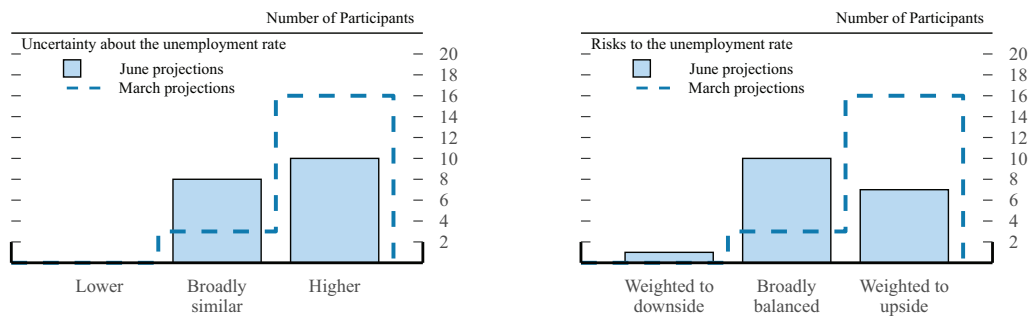 Number of Participants
Uncertainty about the unemployment rate
June projections
March projections
20
18
16
14
12
10
8
6
4
2
Lower
Broadly
similar
Higher
Number of Participants
Risks to the unemployment rate
June projections
March projections
20
18
16
14
12
10
8
6
4
2
Weighted to
downside
Broadly
balanced
Weighted to
upside